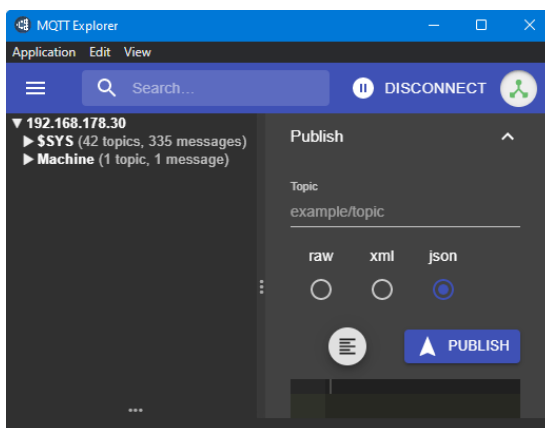 MQTT Explorer
Application Edit View
Search...
DISCONNECT
▼ 192.168.178.30
▶ $SYS (42 topics, 335 messages)
▶ Machine (1 topic, 1 message)
Publish
Topic
example/topic
raw xml json
PUBLISH